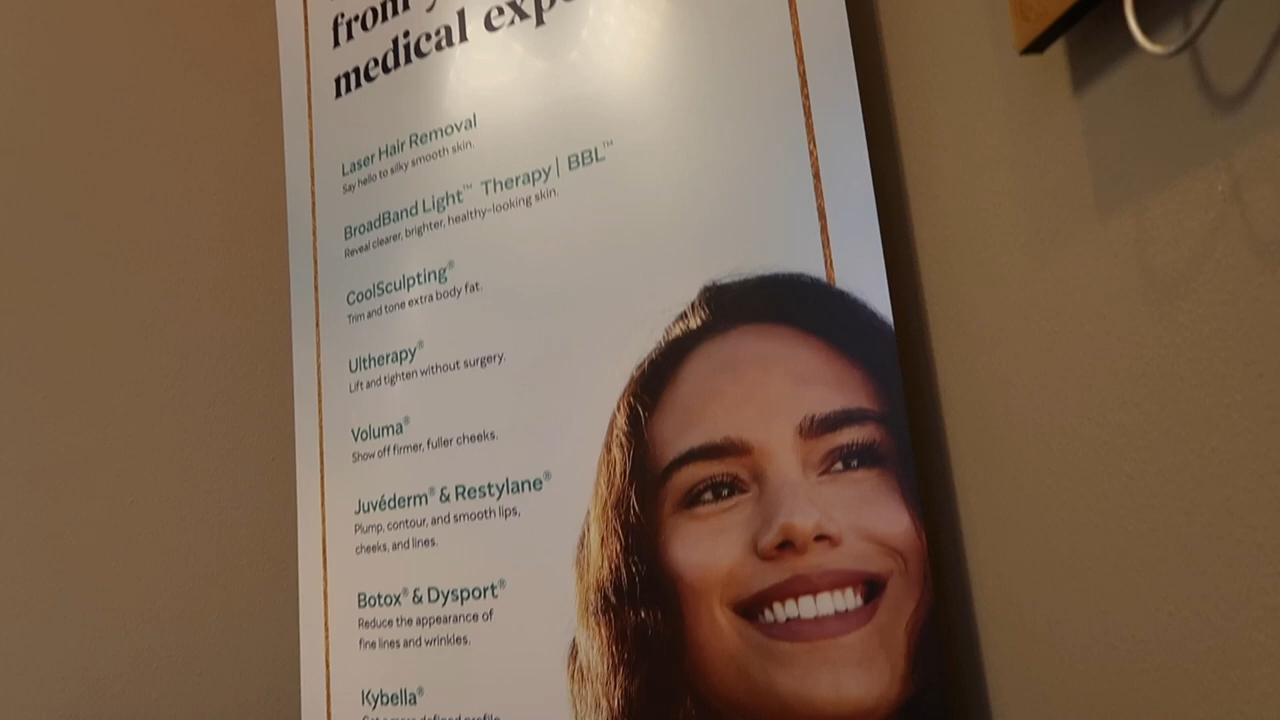 from
medical
Laser Hair Removal
Say hello to silky smooth skin.
BroadBand Light™ Therapy | BBL™
Reveal clearer, brighter, healthy-looking skin.
CoolSculpting®
Trim and tone extra body fat.
Ultherapy®
Lift and tighten without surgery.
Voluma®
Show off firmer, fuller cheeks.
Juvéderm® & Restylane®
Plump, contour, and smooth lips,
cheeks, and lines.
Botox® & Dysport®
Reduce the appearance of
fine lines and wrinkles.
Kybella®